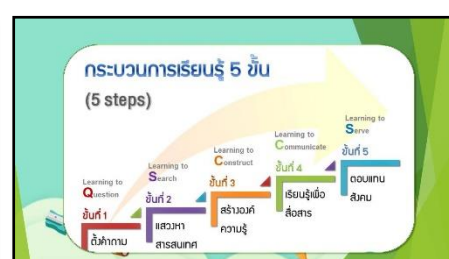 กระบวนการเรียนรู้ 5 ขั้น
(5 steps)
Learning to
Question
ขั้นที่ 1
ตั้งคำถาม
Learning to
Search
ขั้นที่ 2
แสวงหา
สารสนเทศ
Learning to
Construct
ขั้นที่ 3
สร้างองค์
ความรู้
Learning to
Communicate
ขั้นที่ 4
เรียนรู้เพื่อ
สื่อสาร
Learning to
Serve
ขั้นที่ 5
ตอบแทน
สังคม